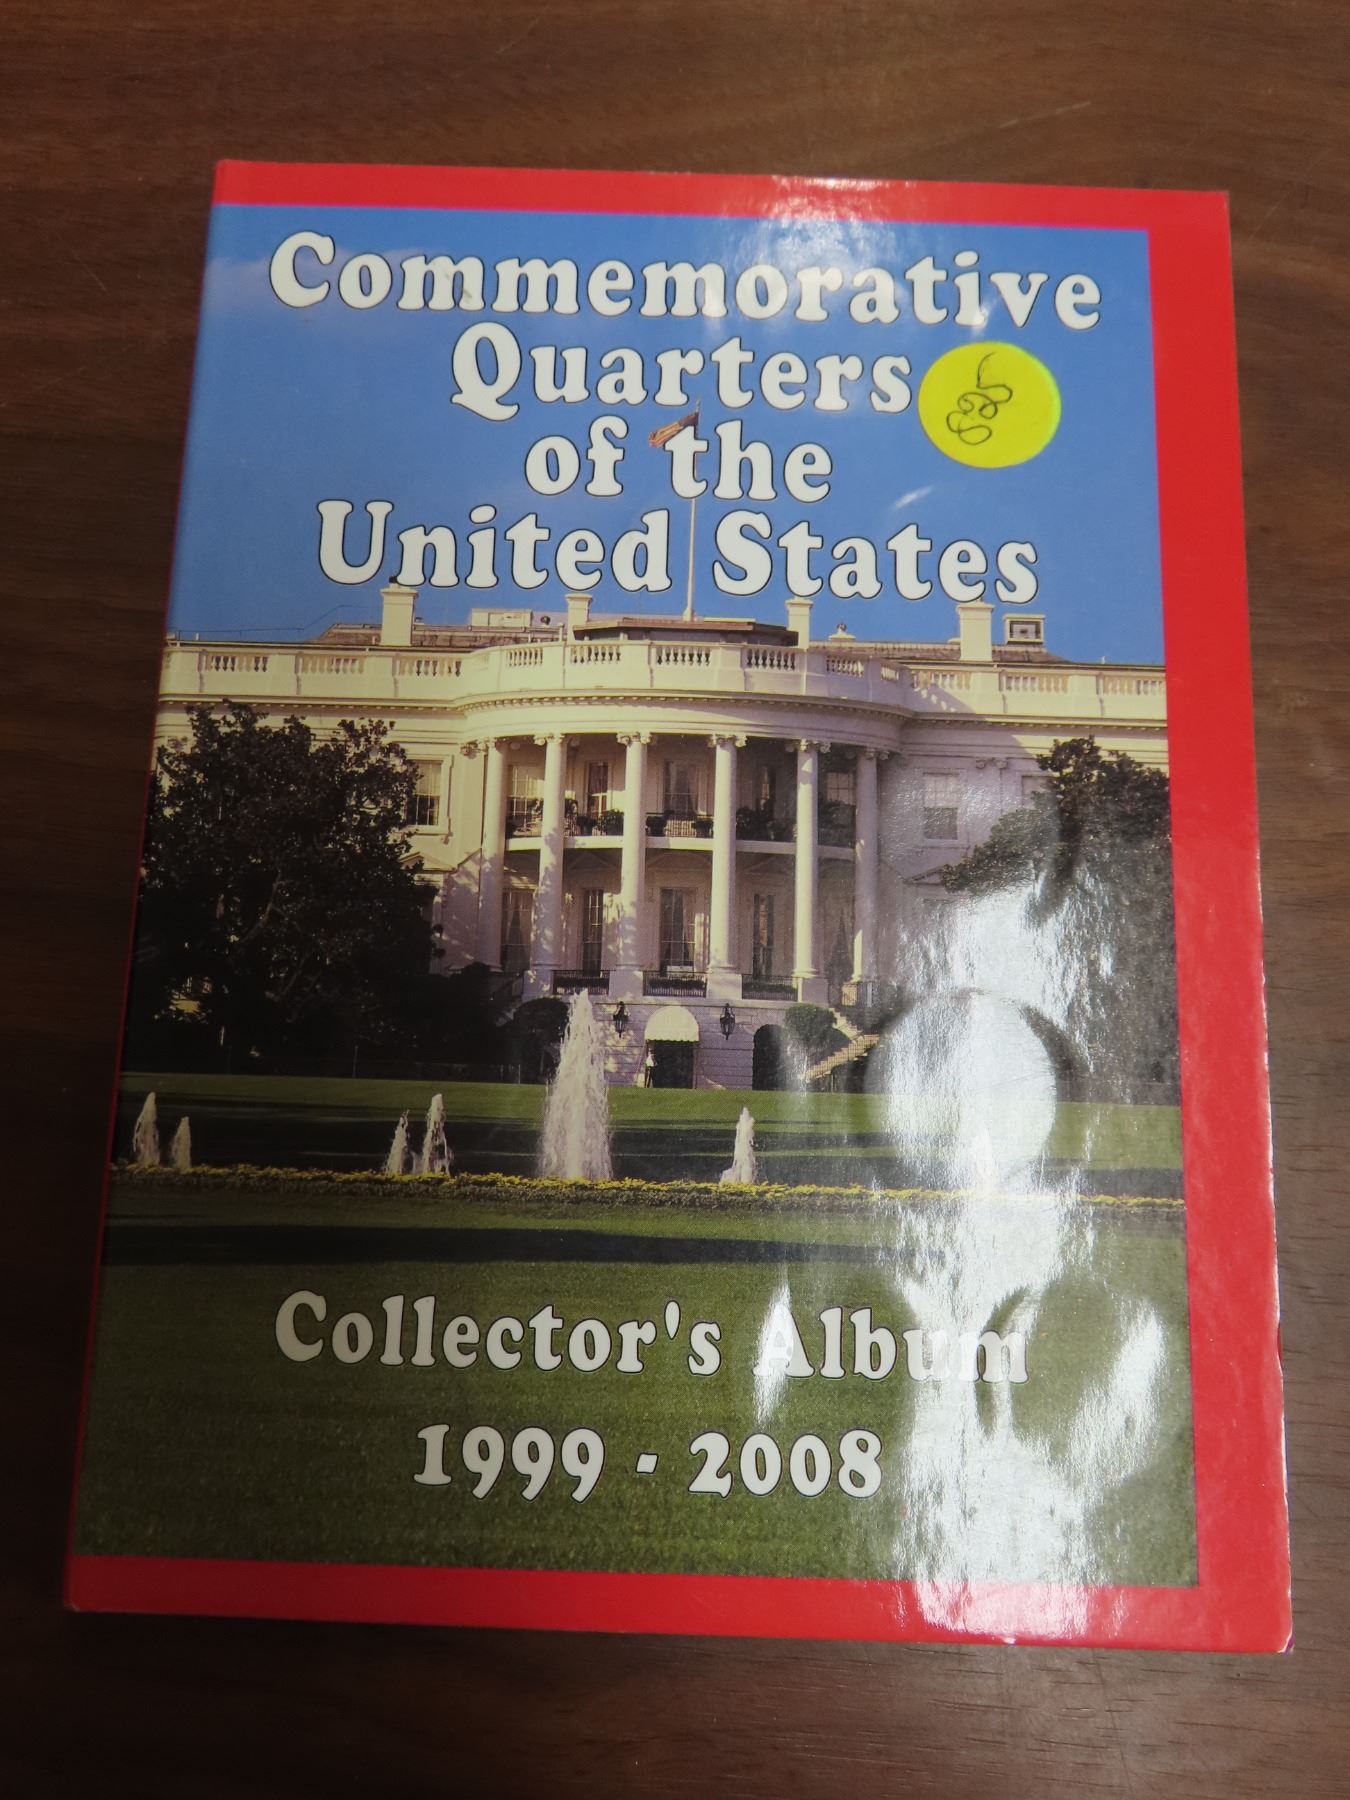 Commemorative
Quarters
of the
United States
Collector's Album
1999 - 2008